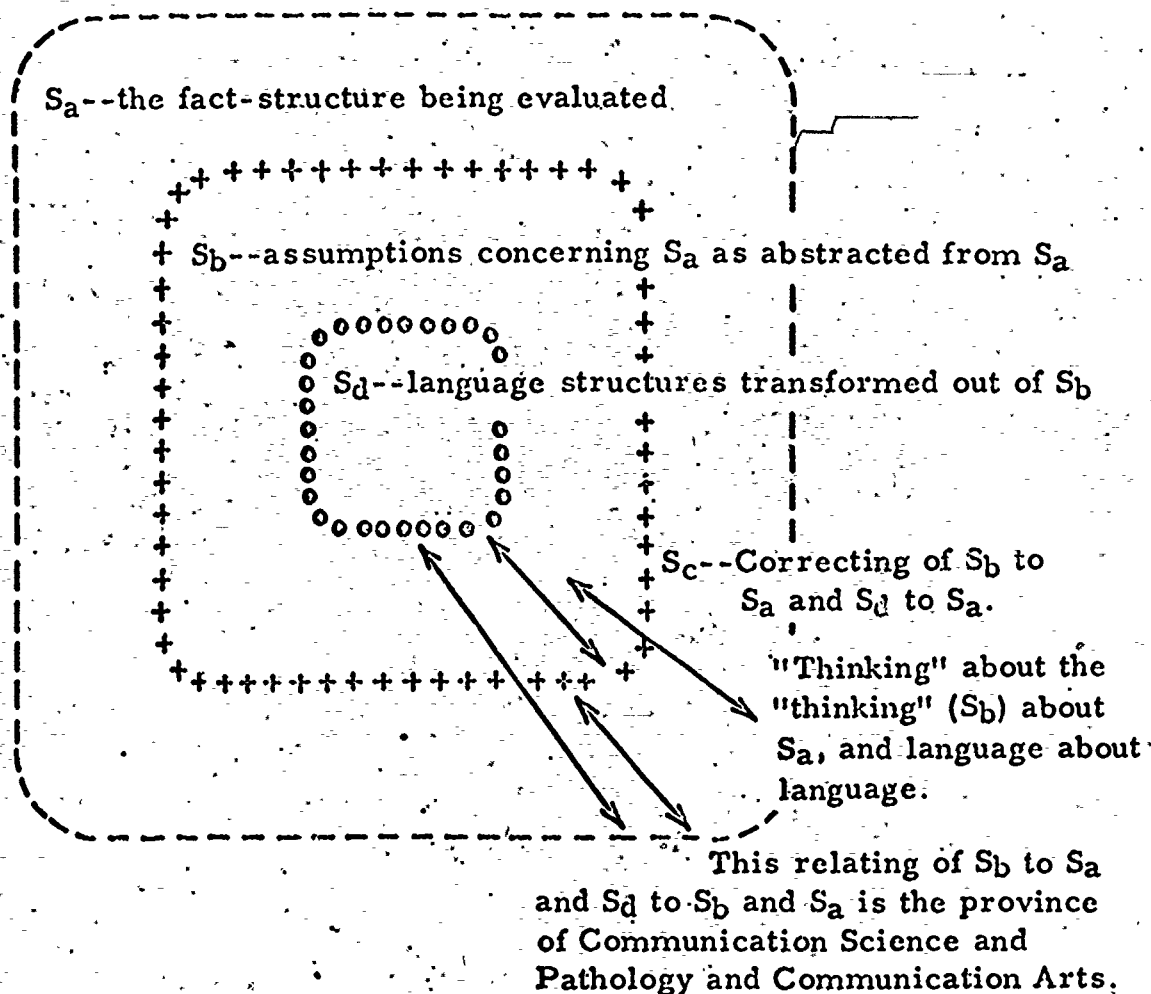 Sa--the fact-structure being evaluated.
Sb--assumptions concerning Sa as abstracted from Sa
Sd--language structures transformed out of Sb
Sc--Correcting of Sb to
Sa and Sd to Sa.
"Thinking" about the
"thinking" (Sb) about
Sa, and language about
language.
This relating of Sb to Sa
and Sd to Sb and Sa is the province
of Communication Science and
Pathology and Communication Arts.